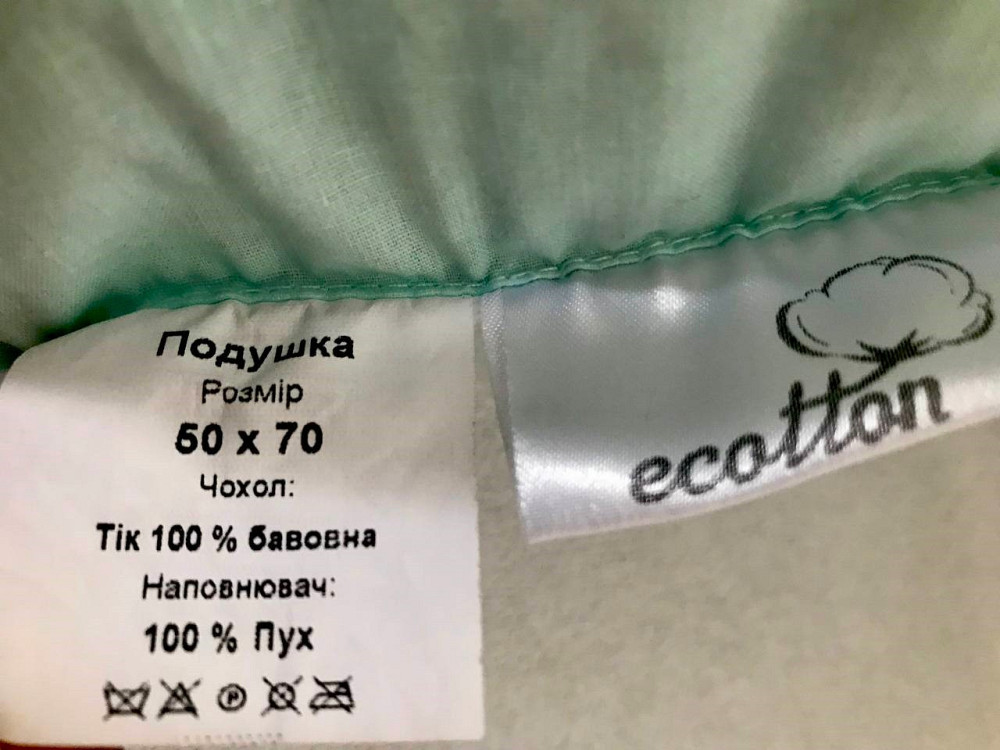 Подушка
Розмір
50 x 70
Чохол:
Тік 100 % бавовна
Наповнювач:
100 % Пух
P
ecotton